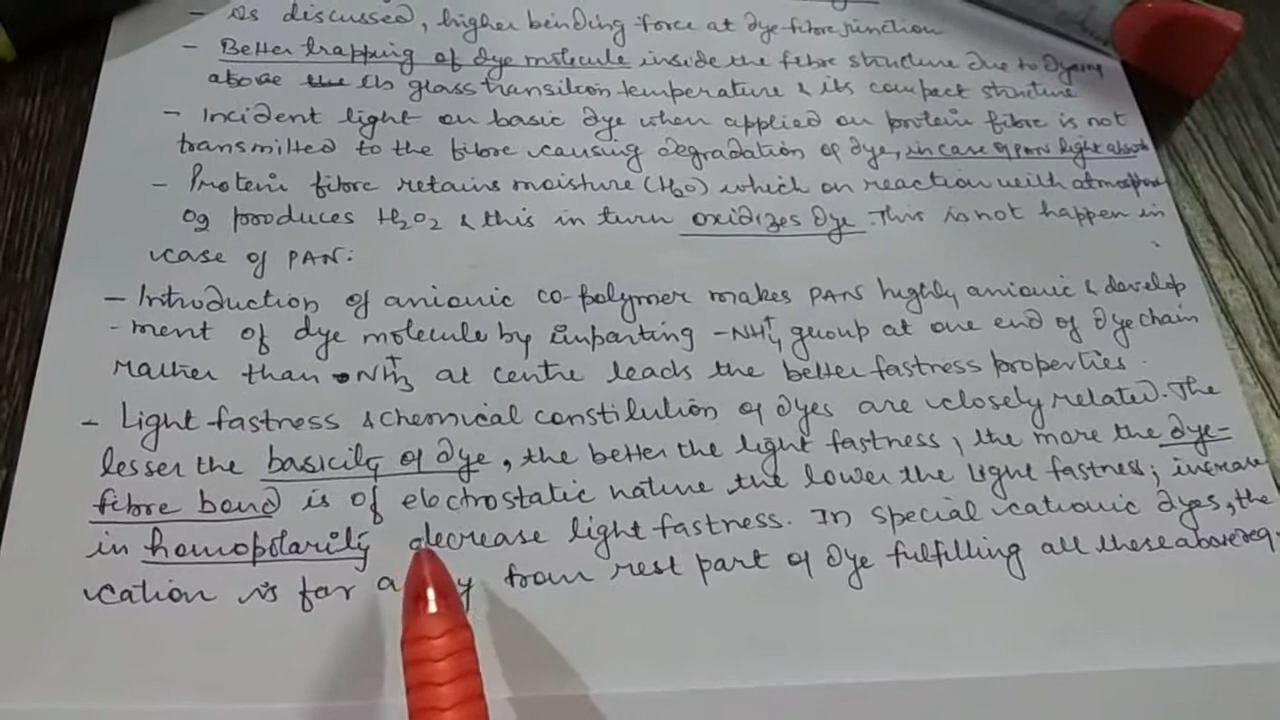 - As discussed, higher binding force at dye-fibre junction
- Better trapping of dye molecule inside the fibre structure due to dyeing
above the its glass transition temperature & its compact structure
- Incident light on basic dye when applied on protein fibre is not
transmitted to the fibre causing degradation of dye, in case of PAN light absorb
- Protein fibre retains moisture (H2O) which on reaction with atmosphere
O2 produces H2O2 & this in turn oxidizes dye. This is not happen in
case of PAN.
- Introduction of anionic co-polymer makes PAN highly anionic & develop
-ment of dye molecule by imparting -NH4+ group at one end of dye chain
rather than NH3+ at centre leads the better fastness properties.
- Light fastness & chemical constitution of dyes are closely related. The
lesser the basicity of dye, the better the light fastness, the more the dye-
fibre bond is of electrostatic nature the lower the light fastness; increase
in homopolarity decrease light fastness. In special cationic dyes, the
cation is far from rest part of dye fulfilling all these above req.